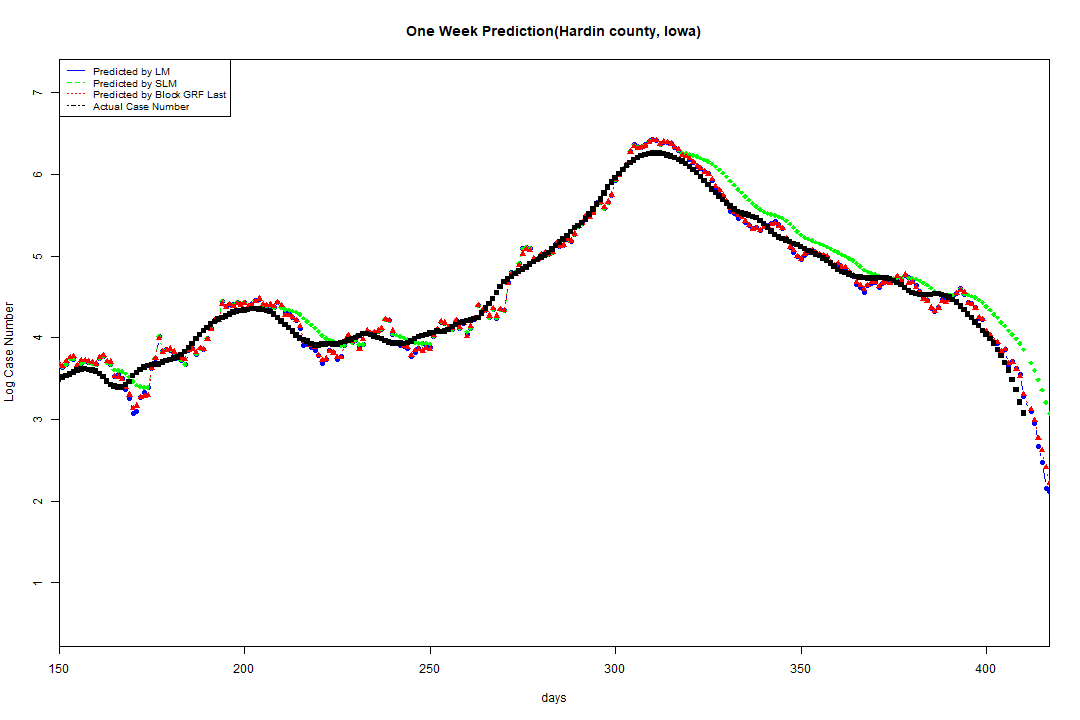 One Week Prediction(Hardin county, Iowa)
Predicted by LM
Predicted by SLM
Predicted by Block GRF Last
Actual Case Number
7
6
5
4
3
2
1
Log Case Number
150 200 250 300 350 400
days